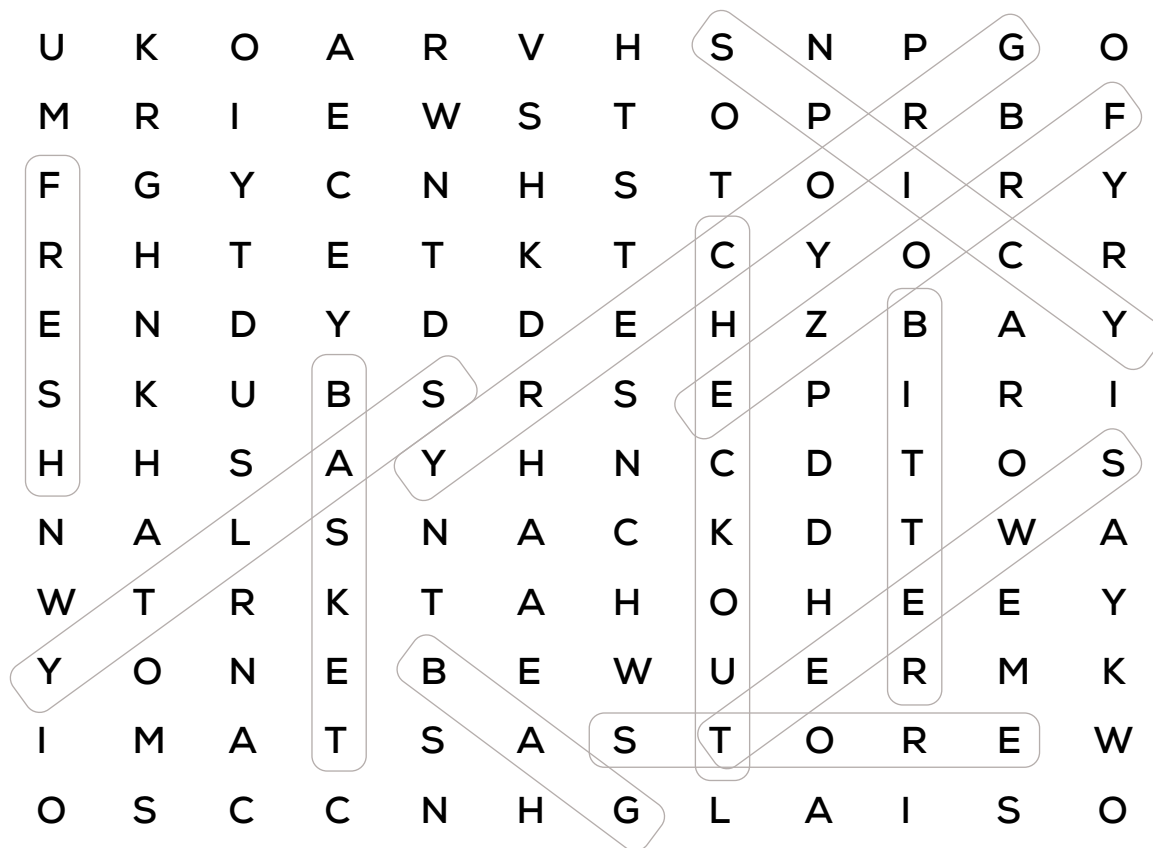 U K O A R V H S N P G O
M R I E W S T O P R B F
F G Y C N H S T O I R Y
R H T E T K T C Y O C R
E N D Y D D E H Z B A Y
S K U B S R S E P I R I
H H S A Y H N C D T O S
N A L S N A C K D T W A
W T R K T A H O H E E Y
Y O N E B E W U E R M K
I M A T S A S T O R E W
O S C C N H G L A I S O